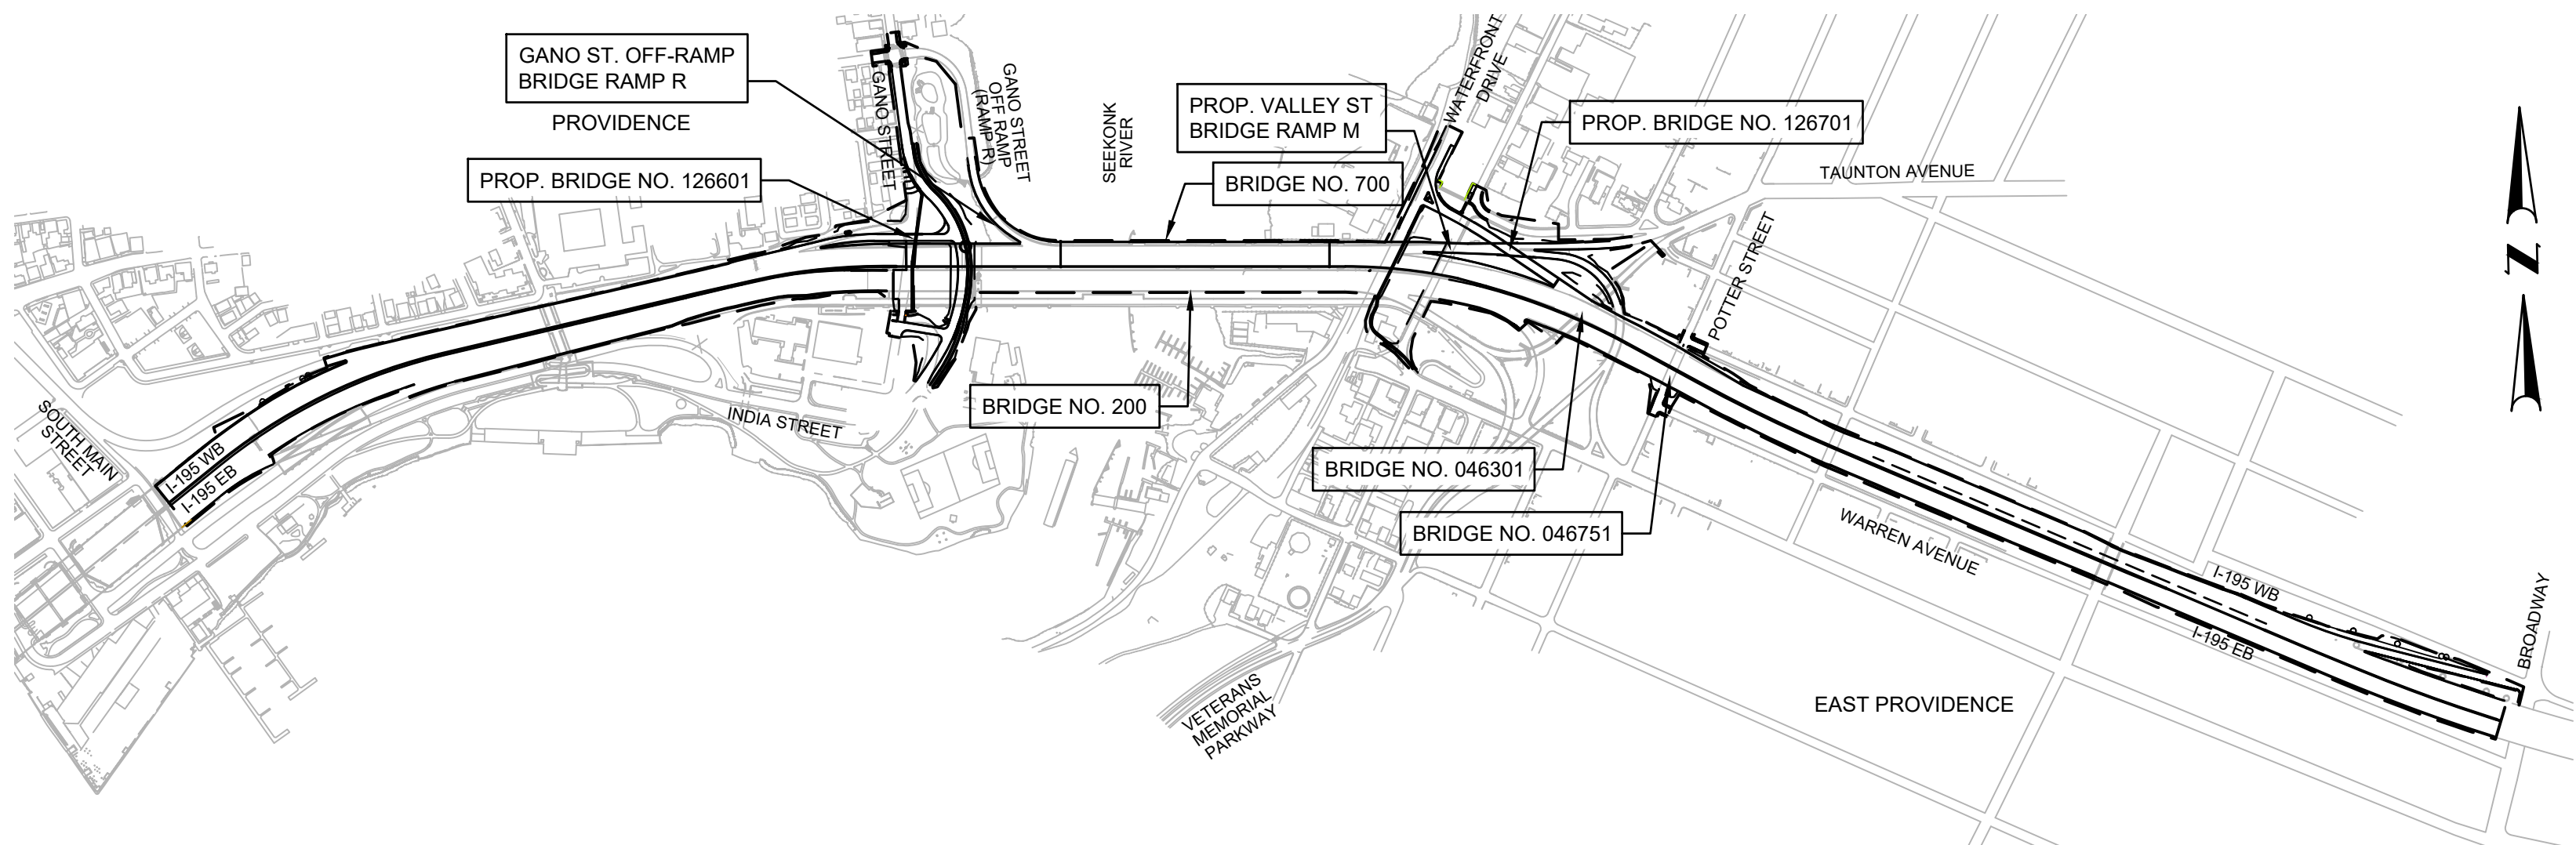 GANO ST. OFF-RAMP
BRIDGE RAMP R
PROVIDENCE
PROP. BRIDGE NO. 126601
GANO STREET
GANO STREET
OFF RAMP
(RAMP R)
SEEKONK
RIVER
PROP. VALLEY ST
BRIDGE RAMP M
BRIDGE NO. 700
WATERFRONT
DRIVE
PROP. BRIDGE NO. 126701
TAUNTON AVENUE
POTTER STREET
Z
SOUTH MAIN
STREET
I-195 WB
I-195 EB
INDIA STREET
BRIDGE NO. 200
BRIDGE NO. 046301
BRIDGE NO. 046751
WARREN AVENUE
VETERANS
MEMORIAL
PARKWAY
EAST PROVIDENCE
I-195 WB
I-195 EB
BROADWAY